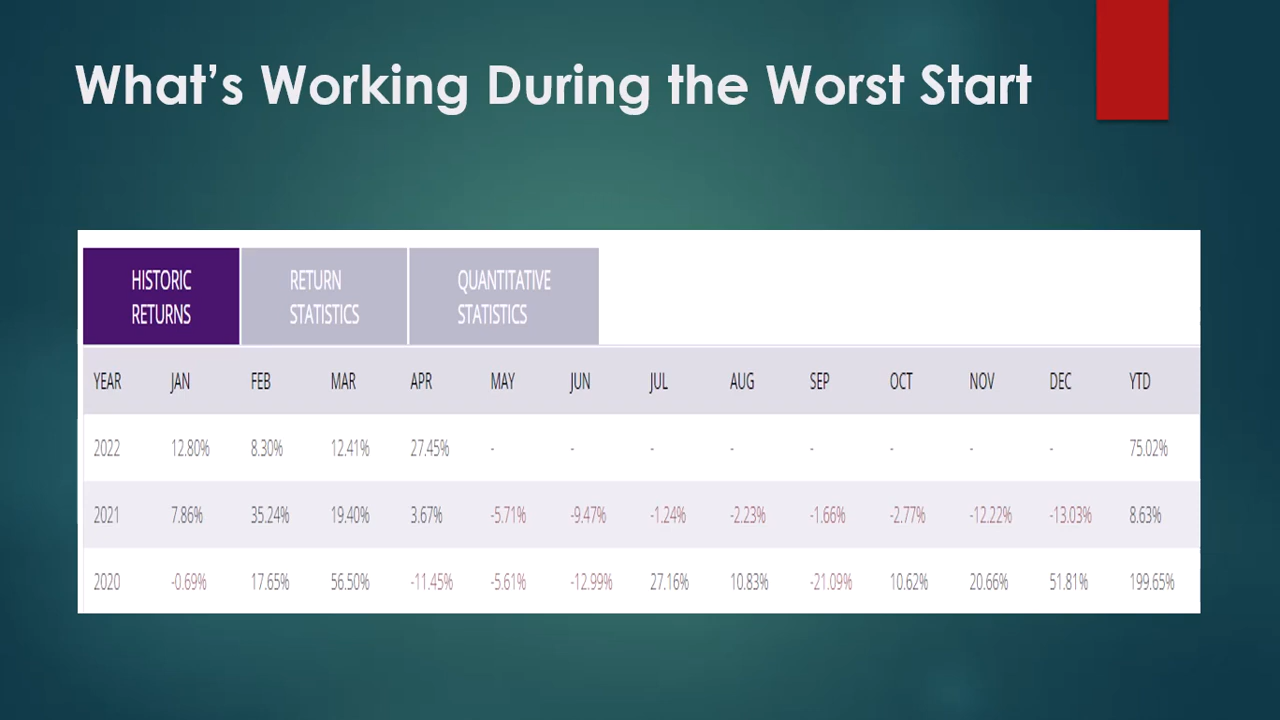 What’s Working During the Worst Start
HISTORIC RETURN QUANTITATIVE
RETURNS STATISTICS STATISTICS
YEAR JAN FEB MAR APR MAY JUN JUL AUG SEP OCT NOV DEC YTD
2022 12.80% 8.30% 12.41% 27.45% - - - - - - - - 75.02%
2021 7.86% 35.24% 19.40% 3.67% -5.71% -9.47% -1.24% -2.23% -1.66% -2.77% -12.22% -13.03% 8.63%
2020 -0.69% 17.65% 56.50% -11.45% -5.61% -12.99% 27.16% 10.83% -21.09% 10.62% 20.66% 51.81% 199.65%